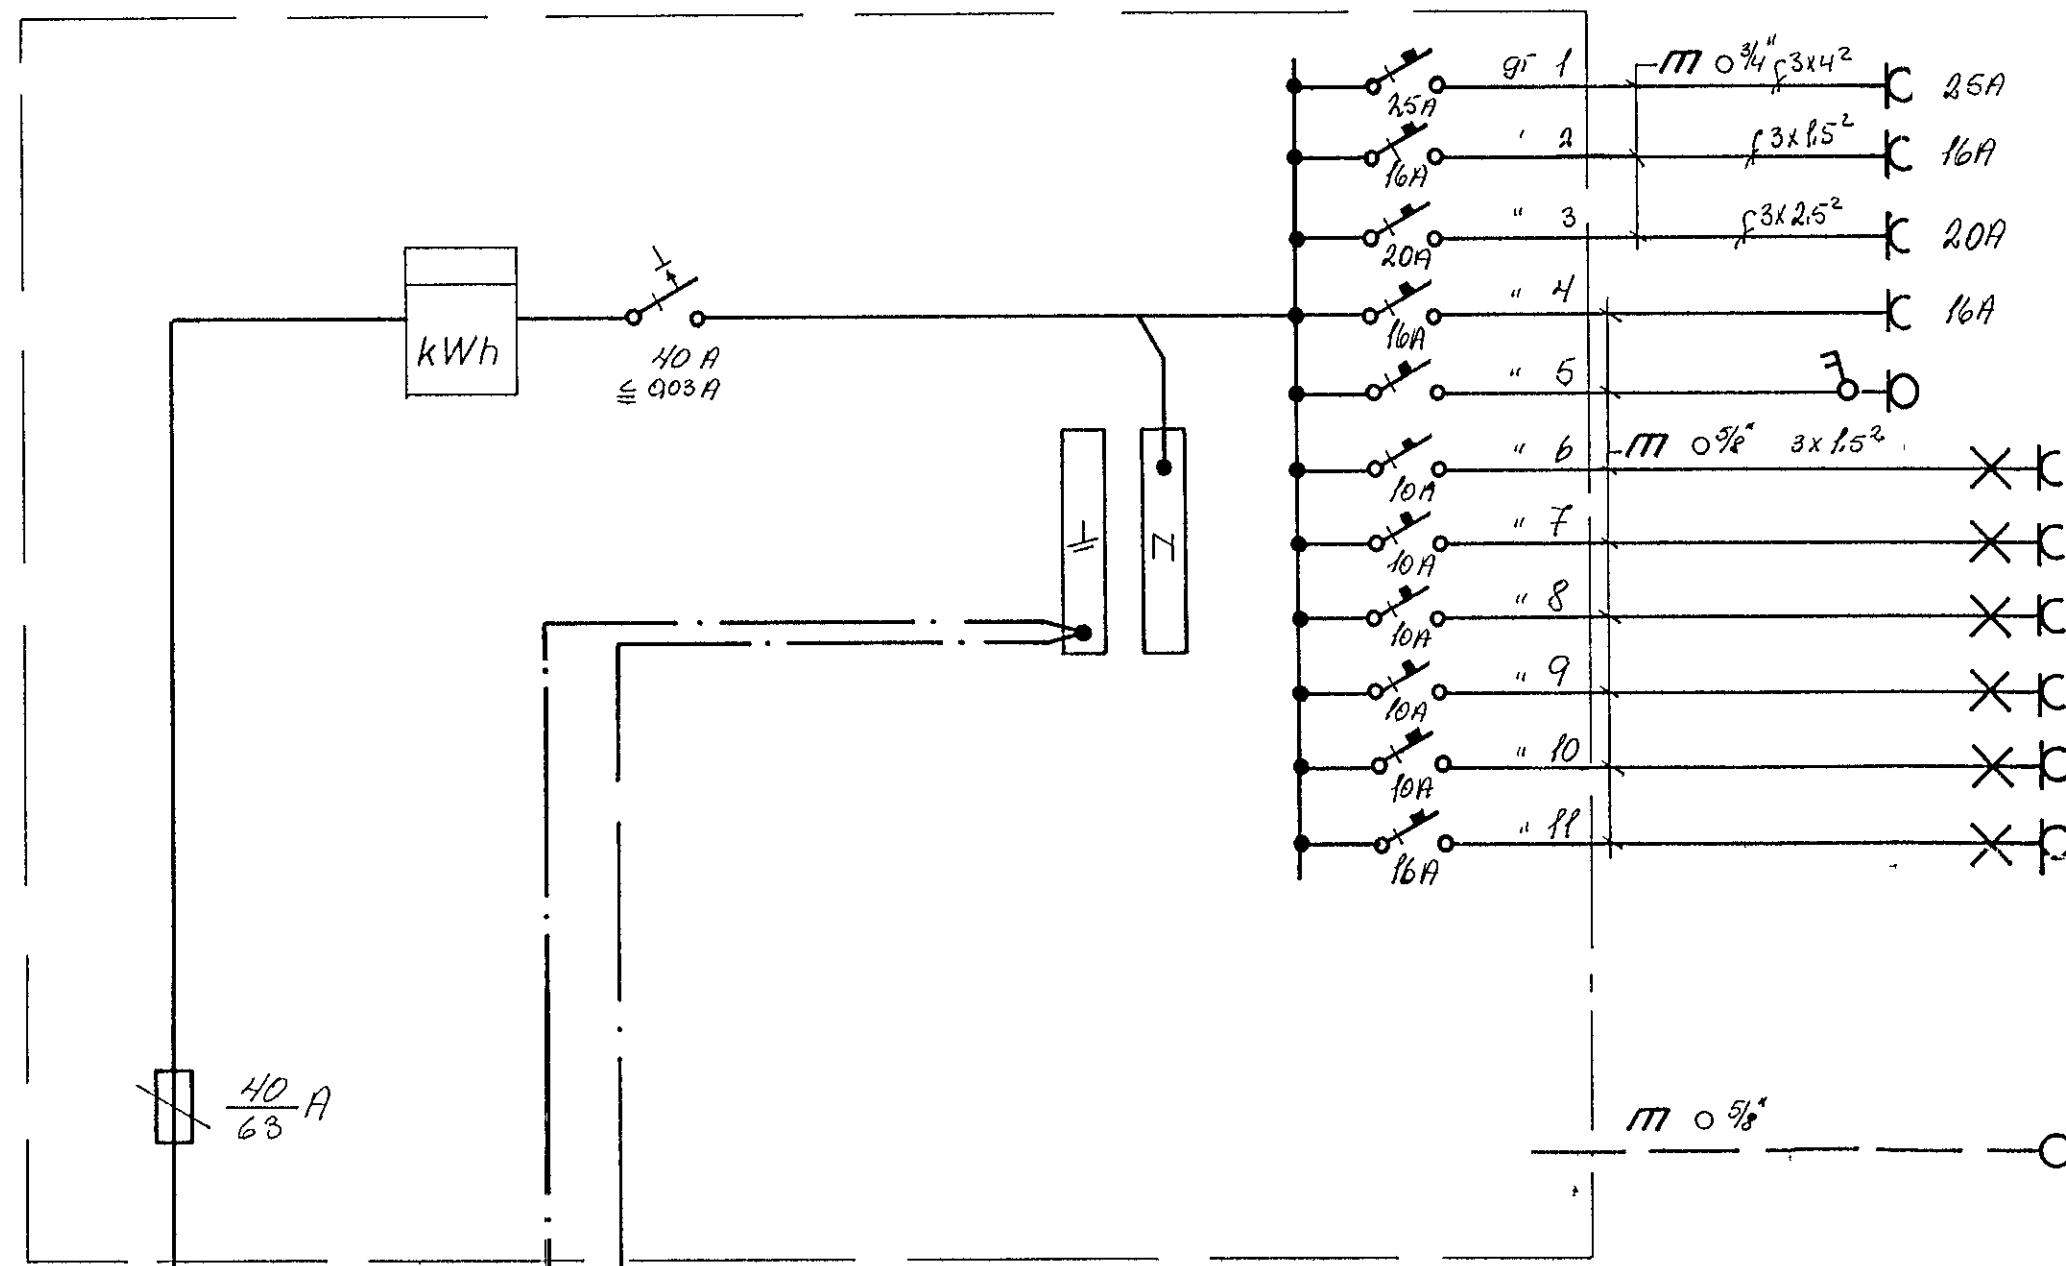 gr 1
3/4"
3x4²
25A
25A
" 2
3x1,5²
16A
16A
" 3
3x2,5²
20A
20A
" 4
16A
16A
kWh
40 A
≦ 0,03 A
" 5
" 6
5/8"
3x1.5²
10A
" 7
10A
N
" 8
10A
" 9
10A
" 10
10A
" 11
16A
40
63 A
5/8"